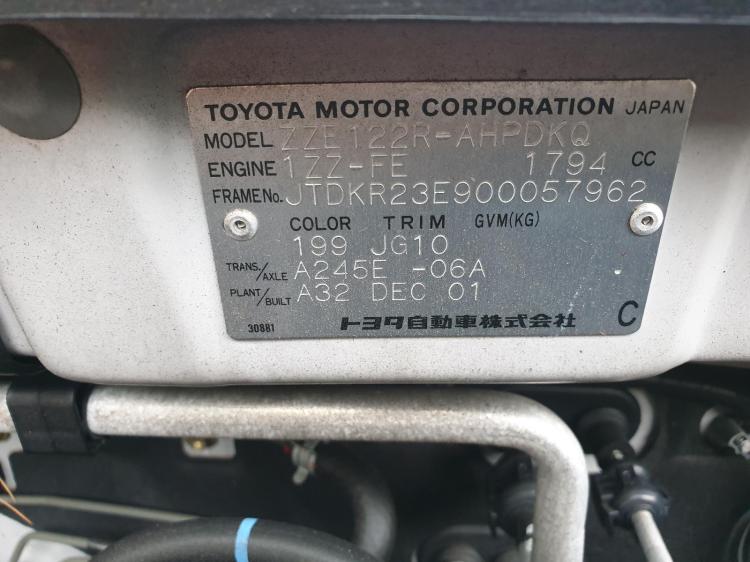 TOYOTA MOTOR CORPORATION JAPAN
MODEL ZZE122R-AHPDKQ
ENGINE 1ZZ-FE 1794 CC
FRAME No. JTDKR23E900057962
COLOR TRIM GVM(KG)
199 JG10
TRANS./AXLE A245E -06A
PLANT/BUILT A32 DEC 01
30881 トヨタ自動車株式会社 C